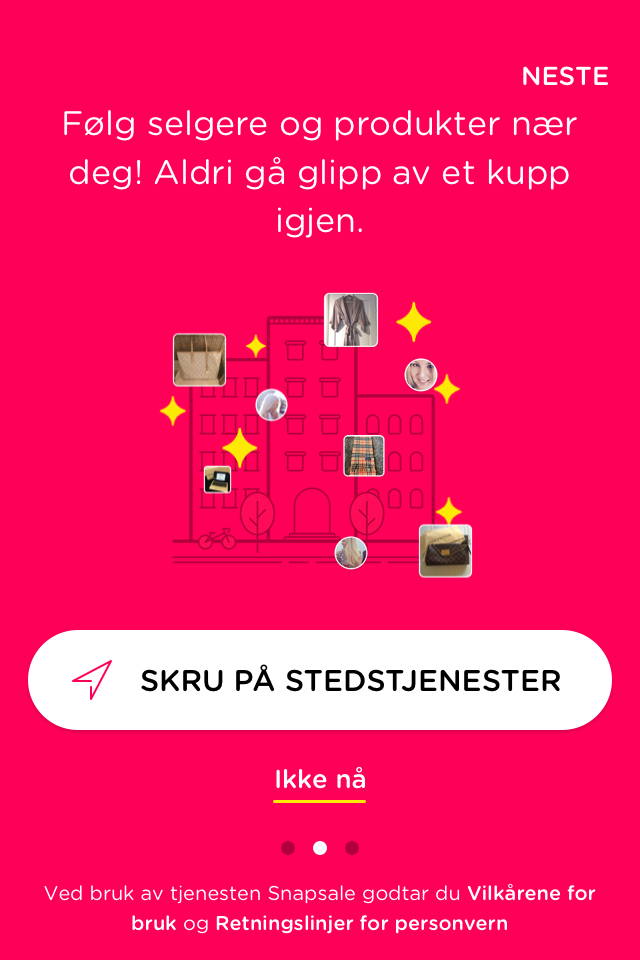 NESTE
Følg selgere og produkter nær
deg! Aldri gå glipp av et kupp
igjen.
SKRU PÅ STEDSTJENESTER
Ikke nå
Ved bruk av tjenesten Snapsale godtar du Vilkårene for
bruk og Retningslinjer for personvern